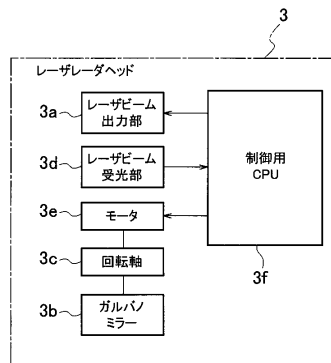 3
レーザレーダヘッド
3a
レーザビーム
出力部
3d
レーザビーム
受光部
3e
モータ
3c
回転軸
3b
ガルバノ
ミラー
制御用
CPU
3f